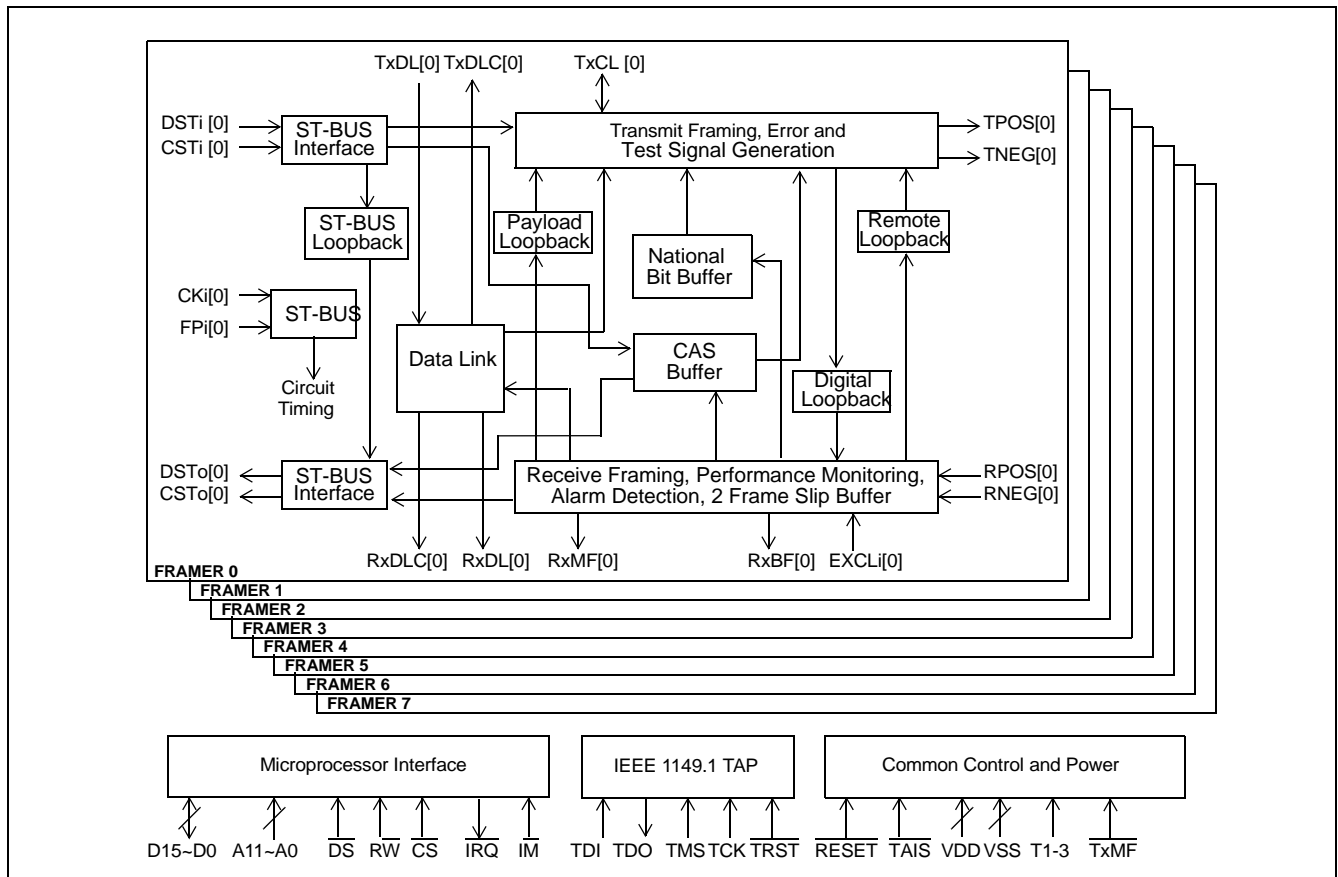 TxDL[0] TxDLC[0] TxCL [0]
DSTi [0]
CSTi [0]
ST-BUS
Interface
Transmit Framing, Error and
Test Signal Generation
TPOS[0]
TNEG[0]
ST-BUS
Loopback
Payload
Loopback
National
Bit Buffer
Remote
Loopback
CKi[0]
FPi[0]
ST-BUS
Circuit
Timing
Data Link
CAS
Buffer
Digital
Loopback
DSTo[0]
CSTo[0]
ST-BUS
Interface
Receive Framing, Performance Monitoring,
Alarm Detection, 2 Frame Slip Buffer
RPOS[0]
RNEG[0]
RxDLC[0] RxDL[0] RxMF[0] RxBF[0] EXCLi[0]
FRAMER 0
FRAMER 1
FRAMER 2
FRAMER 3
FRAMER 4
FRAMER 5
FRAMER 6
FRAMER 7
Microprocessor Interface
IEEE 1149.1 TAP
Common Control and Power
D15~D0 A11~A0 DS RW CS IRQ IM TDI TDO TMS TCK TRST RESET TAIS VDD VSS T1-3 TxMF